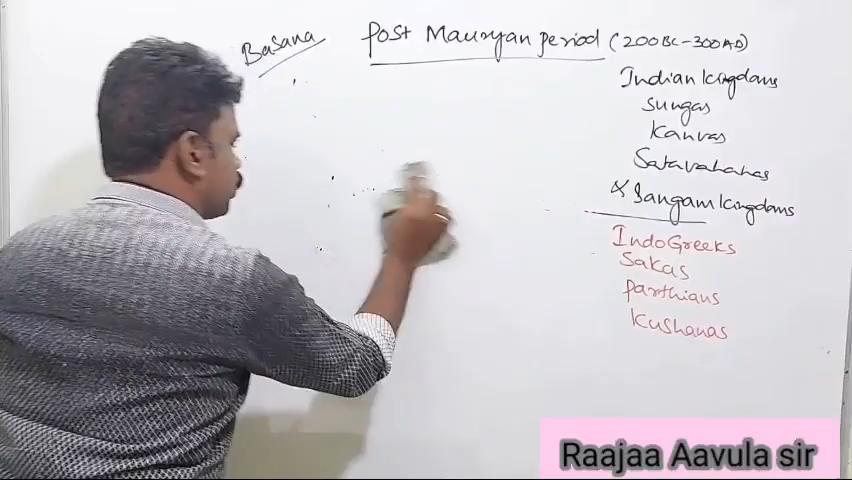 Basana
Post Mauryan period (200BC-300AD)
Indian kingdoms
Sungas
Kanvas
Satavahanas
X Sangam kingdoms
IndoGreeks
Sakas
Parthians
Kushanas
Raajaa Aavula sir